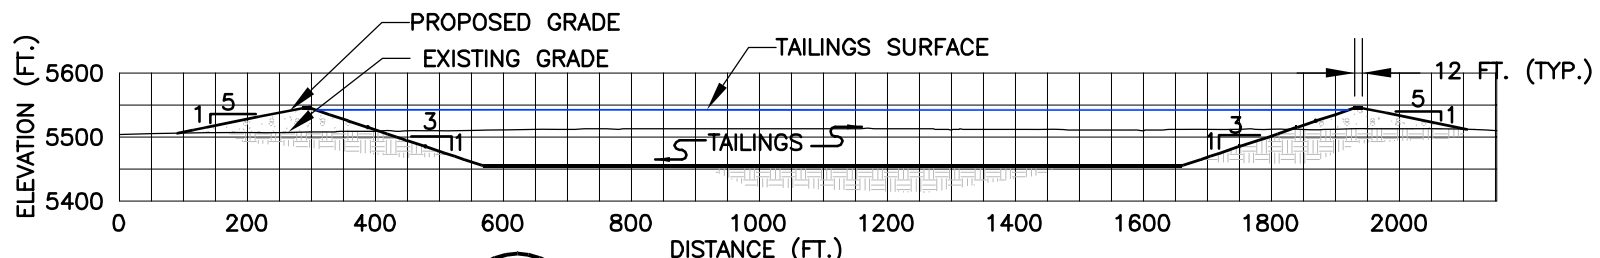 PROPOSED GRADE
EXISTING GRADE
TAILINGS SURFACE
12 FT. (TYP.)
ELEVATION (FT.)
5600
5500
5400
5
1
3
1
TAILINGS
3
1
5
1
0 200 400 600 800 1000 1200 1400 1600 1800 2000
DISTANCE (FT.)